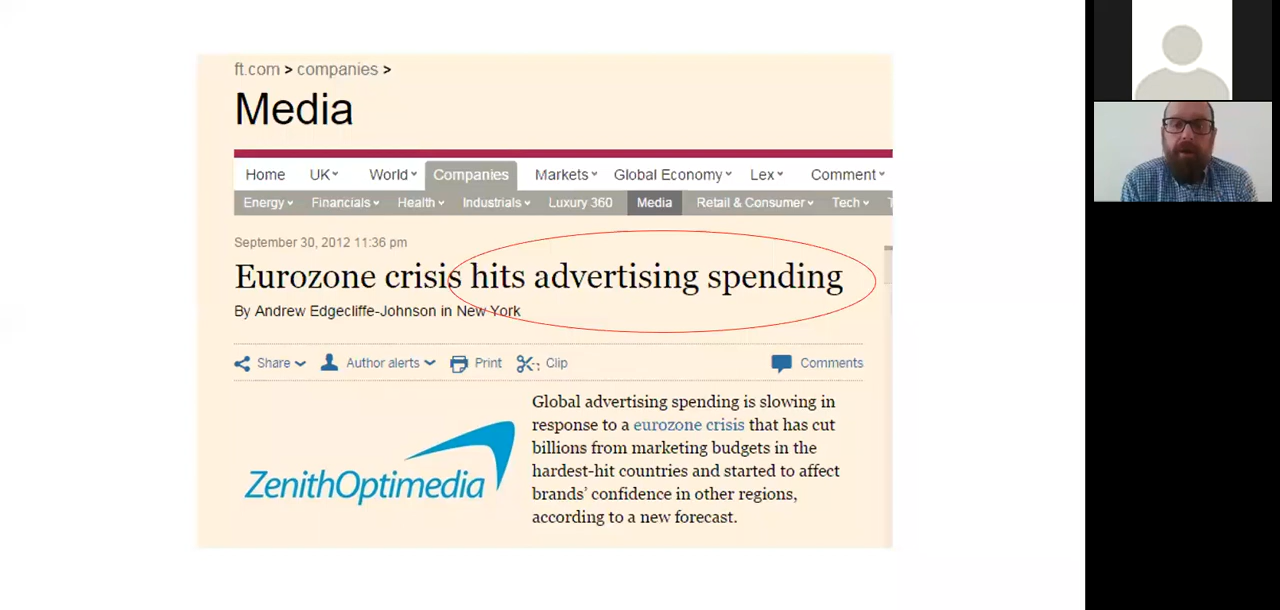 ft.com > companies >
Media
Home UK World Companies Markets Global Economy Lex Comment
Energy Financials Health Industrials Luxury 360 Media Retail & Consumer Tech
September 30, 2012 11:36 pm
Eurozone crisis hits advertising spending
By Andrew Edgecliffe-Johnson in New York
Share Author alerts Print Clip Comments
ZenithOptimedia
Global advertising spending is slowing in
response to a eurozone crisis that has cut
billions from marketing budgets in the
hardest-hit countries and started to affect
brands' confidence in other regions,
according to a new forecast.